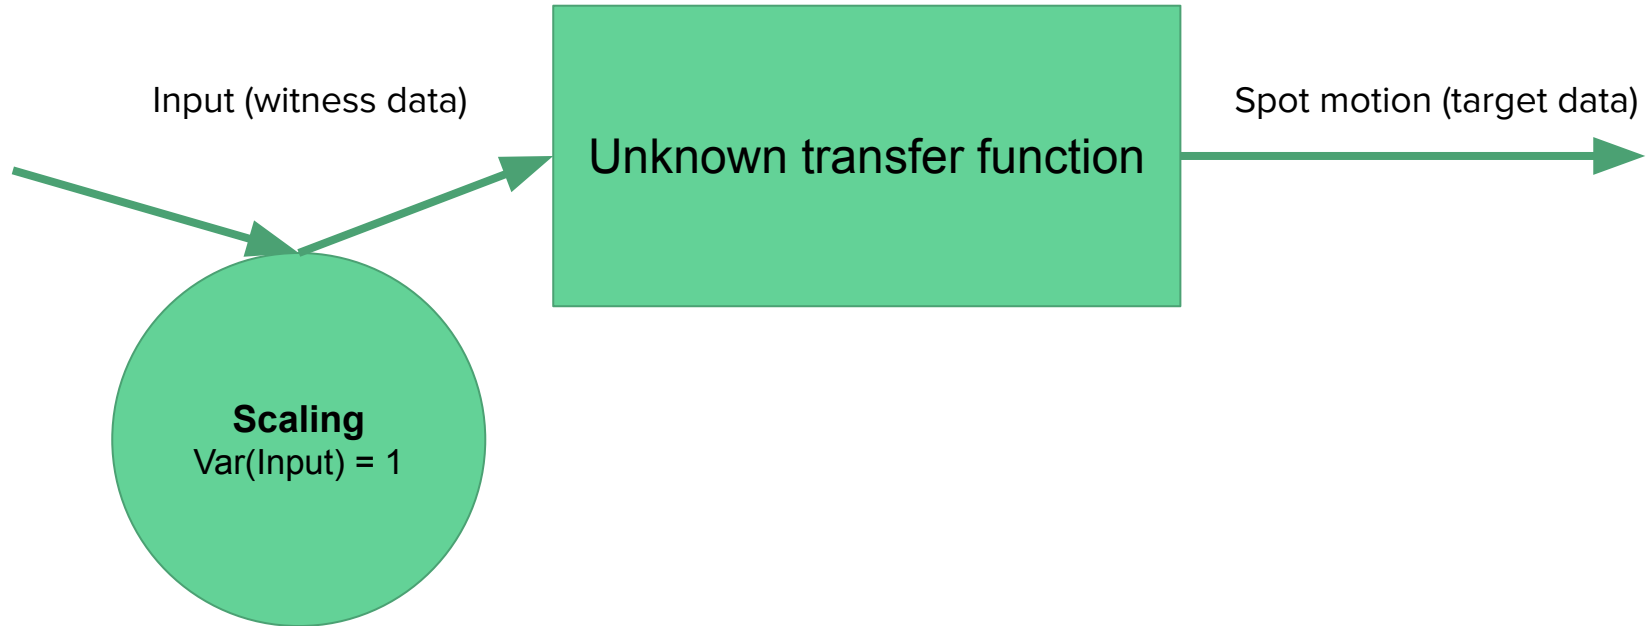 Input (witness data)
Unknown transfer function
Spot motion (target data)
Scaling
Var(Input) = 1